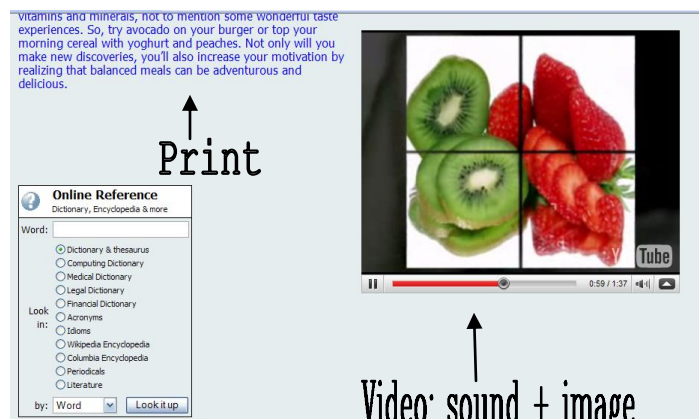 vitamins and minerals, not to mention some wonderful taste
experiences. So, try avocado on your burger or top your
morning cereal with yoghurt and peaches. Not only will you
make new discoveries, you'll also increase your motivation by
realizing that balanced meals can be adventurous and
delicious.
Print
Online Reference
Dictionary, Encyclopedia & more
Word:
Dictionary & thesaurus
Computing Dictionary
Medical Dictionary
Legal Dictionary
Financial Dictionary
Acronyms
Idioms
Wikipedia Encyclopedia
Columbia Encyclopedia
Periodicals
Literature
Look
in:
by: Word Look it up
Tube
0:59 / 1:37
Video: sound + image